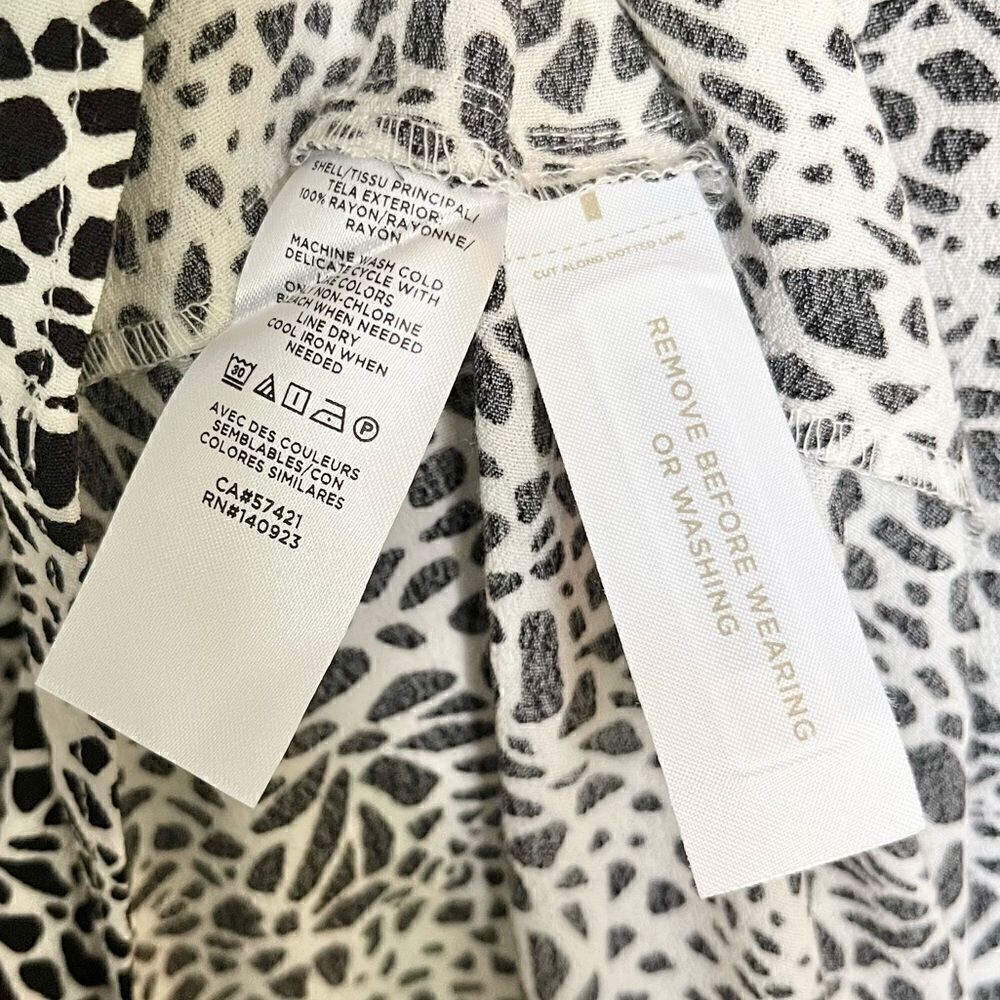 SHELL/TISSU PRINCIPAL/
TELA EXTERIOR:
100% RAYON/RAYONNE/
RAYÓN
MACHINE WASH COLD
DELICATE CYCLE WITH
LIKE COLORS
ONLY NON-CHLORINE
BLEACH WHEN NEEDED
LINE DRY
COOL IRON WHEN
NEEDED
30 P
AVEC DES COULEURS
SEMBLABLES/CON
COLORES SIMILARES
CA#57421
RN#140923
CUT ALONG DOTTED LINE
REMOVE BEFORE WEARING
OR WASHING